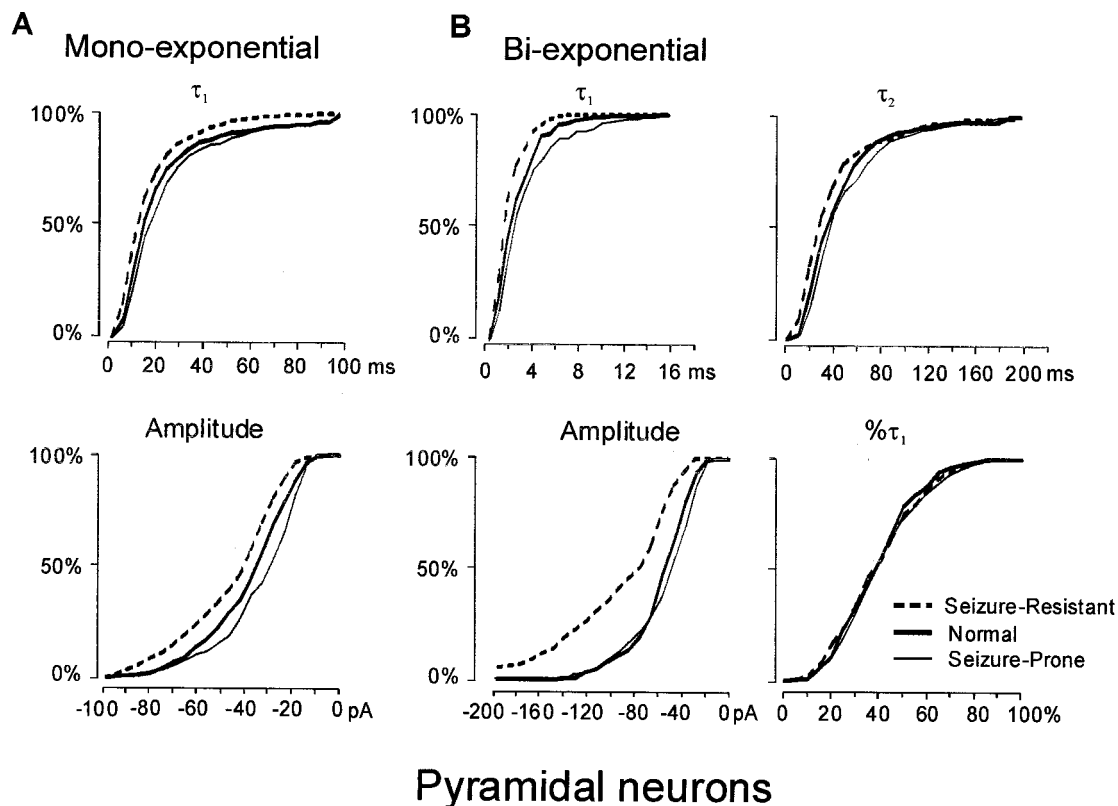 A
Mono-exponential
τ₁
100%
50%
0%
0 20 40 60 80 100 ms
Amplitude
100%
50%
0%
-100 -80 -60 -40 -20 0 pA
B
Bi-exponential
τ₁
100%
50%
0%
0 4 8 12 16 ms
τ₂
0 40 80 120 160 200 ms
Amplitude
100%
50%
0%
-200 -160 -120 -80 -40 0 pA
%τ₁
Seizure-Resistant
Normal
Seizure-Prone
0 20 40 60 80 100%
Pyramidal neurons